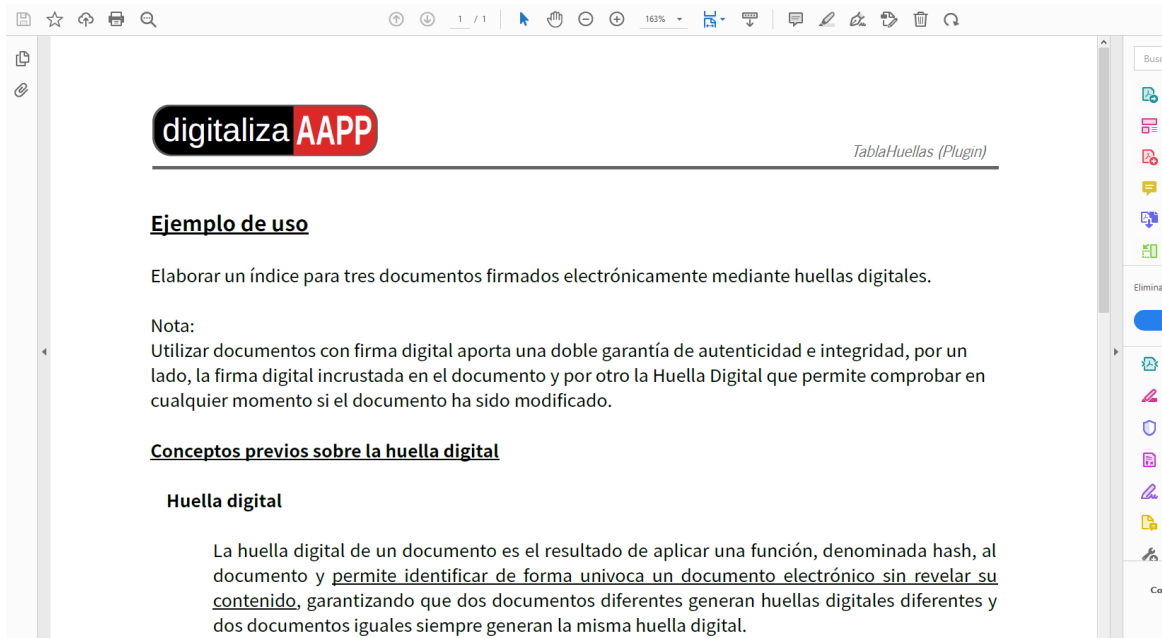 1 / 1 163%
Busc
digitaliza AAPP
TablaHuellas (Plugin)
Ejemplo de uso
Elaborar un índice para tres documentos firmados electrónicamente mediante huellas digitales.
Elimina
Nota:
Utilizar documentos con firma digital aporta una doble garantía de autenticidad e integridad, por un
lado, la firma digital incrustada en el documento y por otro la Huella Digital que permite comprobar en
cualquier momento si el documento ha sido modificado.
Conceptos previos sobre la huella digital
Huella digital
La huella digital de un documento es el resultado de aplicar una función, denominada hash, al
documento y permite identificar de forma univoca un documento electrónico sin revelar su
contenido, garantizando que dos documentos diferentes generan huellas digitales diferentes y
dos documentos iguales siempre generan la misma huella digital.
Co